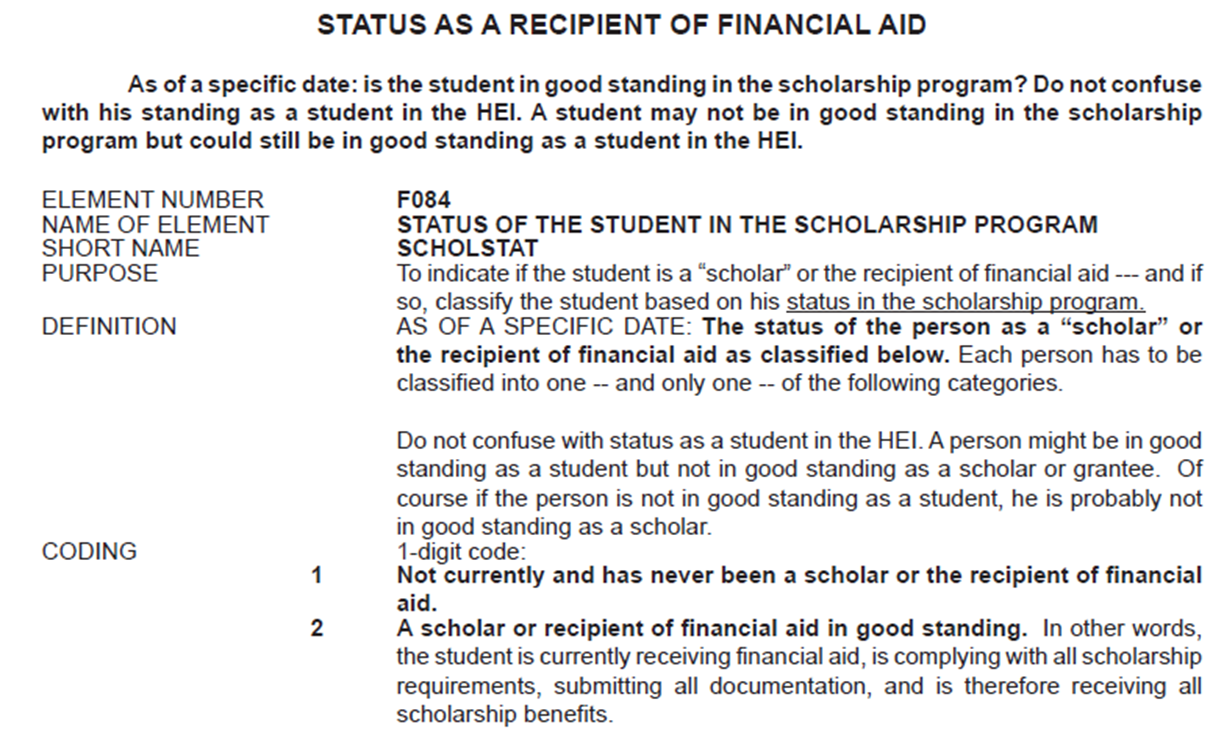 STATUS AS A RECIPIENT OF FINANCIAL AID
As of a specific date: is the student in good standing in the scholarship program? Do not confuse
with his standing as a student in the HEI. A student may not be in good standing in the scholarship
program but could still be in good standing as a student in the HEI.
ELEMENT NUMBER F084
NAME OF ELEMENT STATUS OF THE STUDENT IN THE SCHOLARSHIP PROGRAM
SHORT NAME SCHOLSTAT
PURPOSE To indicate if the student is a “scholar” or the recipient of financial aid --- and if
so, classify the student based on his status in the scholarship program.
DEFINITION AS OF A SPECIFIC DATE: The status of the person as a “scholar” or
the recipient of financial aid as classified below. Each person has to be
classified into one -- and only one -- of the following categories.
Do not confuse with status as a student in the HEI. A person might be in good
standing as a student but not in good standing as a scholar or grantee. Of
course if the person is not in good standing as a student, he is probably not
in good standing as a scholar.
CODING 1-digit code:
1 Not currently and has never been a scholar or the recipient of financial
aid.
2 A scholar or recipient of financial aid in good standing. In other words,
the student is currently receiving financial aid, is complying with all scholarship
requirements, submitting all documentation, and is therefore receiving all
scholarship benefits.